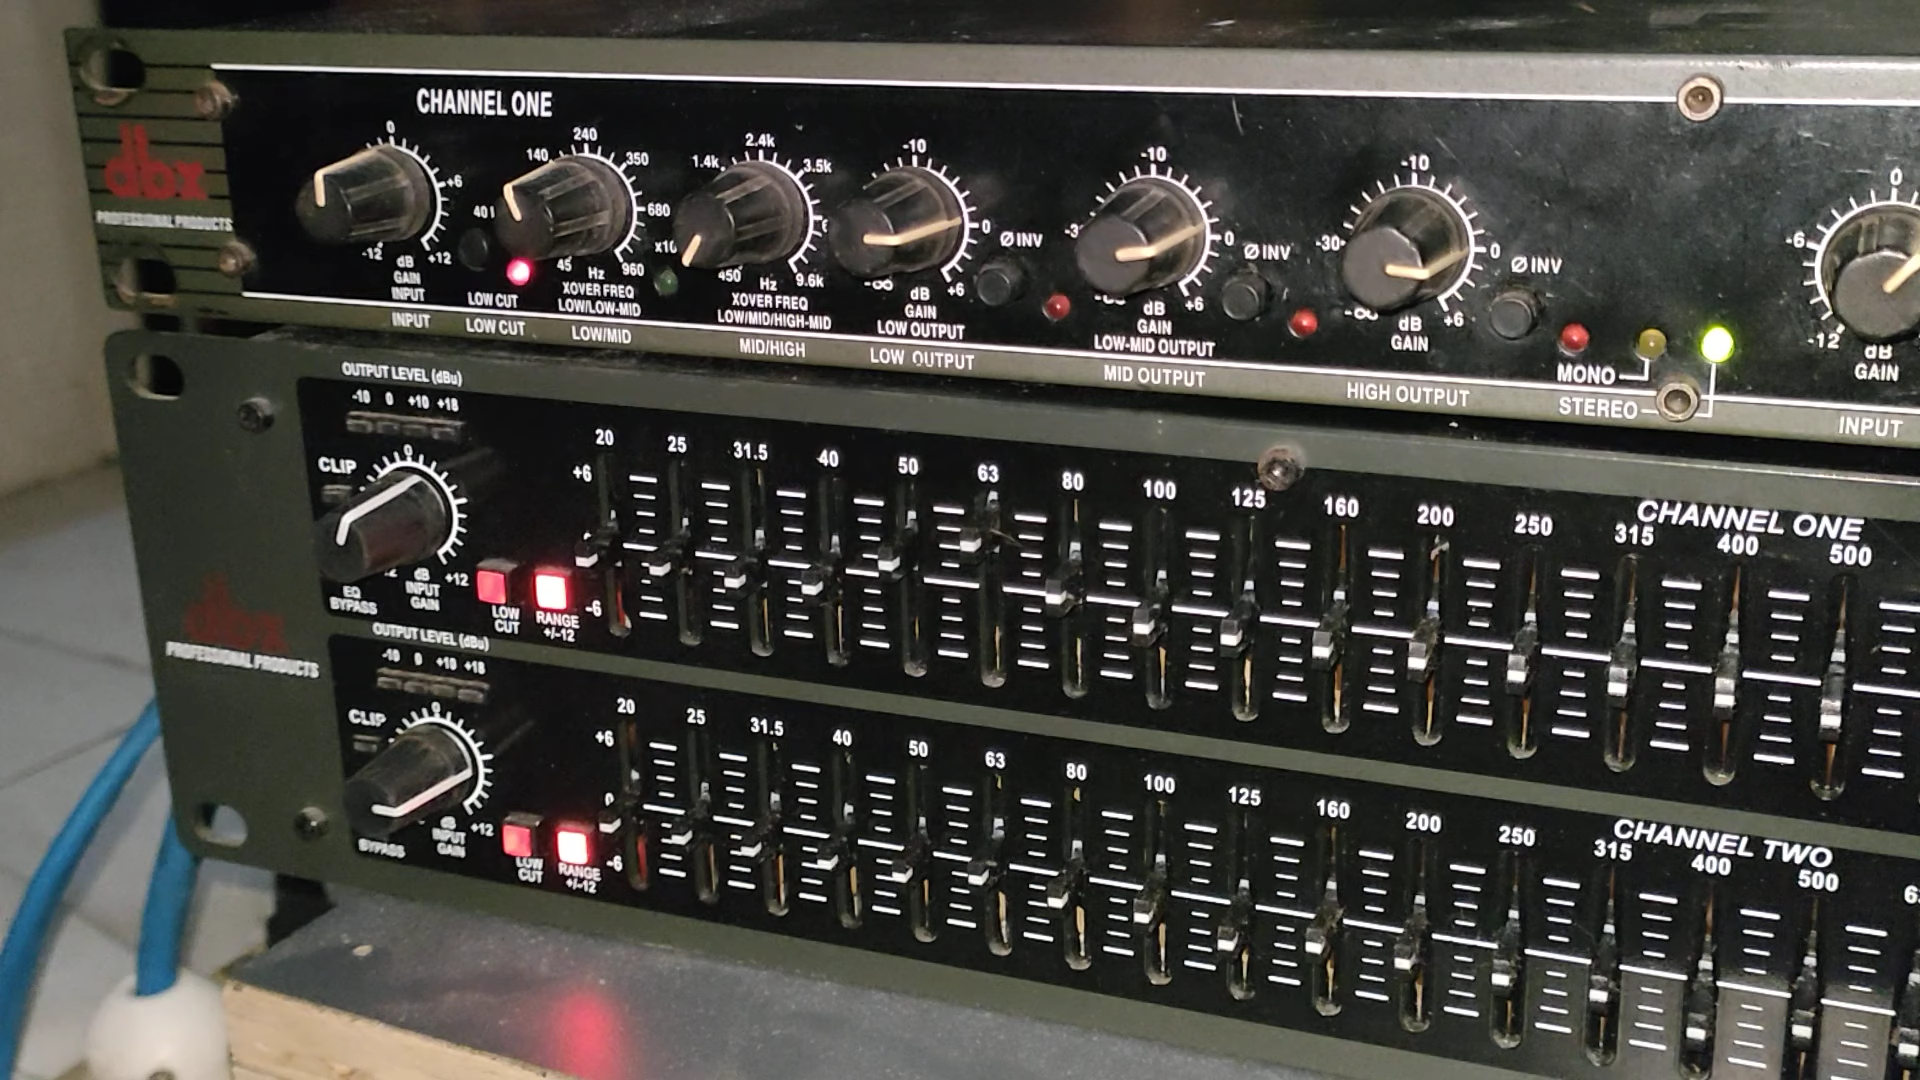 CHANNEL ONE
0
240
-10
2.4k
140
350
1.4k
3.5k
-10
-10
0
dbx
+6
680
0
Ø INV
0
Ø INV
-30
0
Ø INV
-6
PROFESSIONAL PRODUCTS
-12 dB +12
GAIN
INPUT
45 Hz 960
XOVER FREQ
LOW/LOW-MID
LOW CUT
450 Hz 9.6k
XOVER FREQ
LOW/MID/HIGH-MID
dB +6
GAIN
LOW OUTPUT
dB +6
GAIN
LOW-MID OUTPUT
-∞ dB +6
GAIN
MONO
STEREO
-12 dB
GAIN
INPUT LOW CUT LOW/MID MID/HIGH LOW OUTPUT MID OUTPUT HIGH OUTPUT INPUT
OUTPUT LEVEL (dBu)
-10 0 +10 +18
CLIP
0
+12
dB
INPUT
GAIN
EQ
BYPASS
LOW
CUT
RANGE
+/-12
+6
-6
CHANNEL ONE
20 25 31.5 40 50 63 80 100 125 160 200 250 315 400 500
dbx
PROFESSIONAL PRODUCTS
OUTPUT LEVEL (dBu)
-10 0 +10 +18
CLIP
0
+12
dB
INPUT
GAIN
BYPASS
LOW
CUT
RANGE
+/-12
+6
0
-6
CHANNEL TWO
20 25 31.5 40 50 63 80 100 125 160 200 250 315 400 500